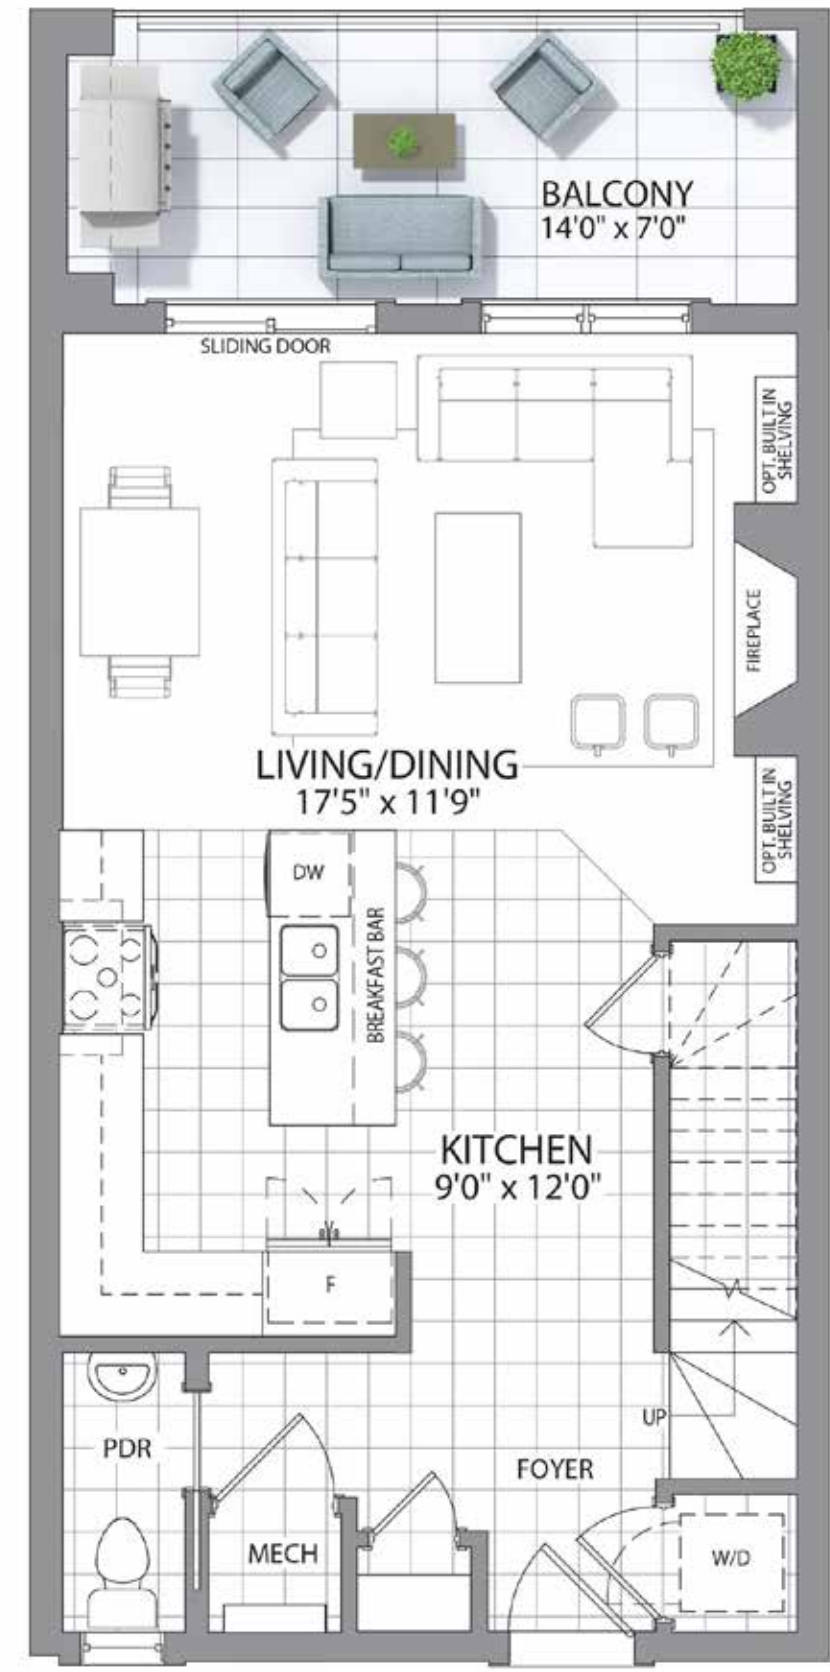 BALCONY
14'0" x 7'0"
SLIDING DOOR
OPT. BUILT IN
SHELVING
FIREPLACE
LIVING/DINING
17'5" x 11'9"
OPT. BUILT IN
SHELVING
DW
BREAKFAST BAR
KITCHEN
9'0" x 12'0"
F
UP
PDR
FOYER
MECH
W/D